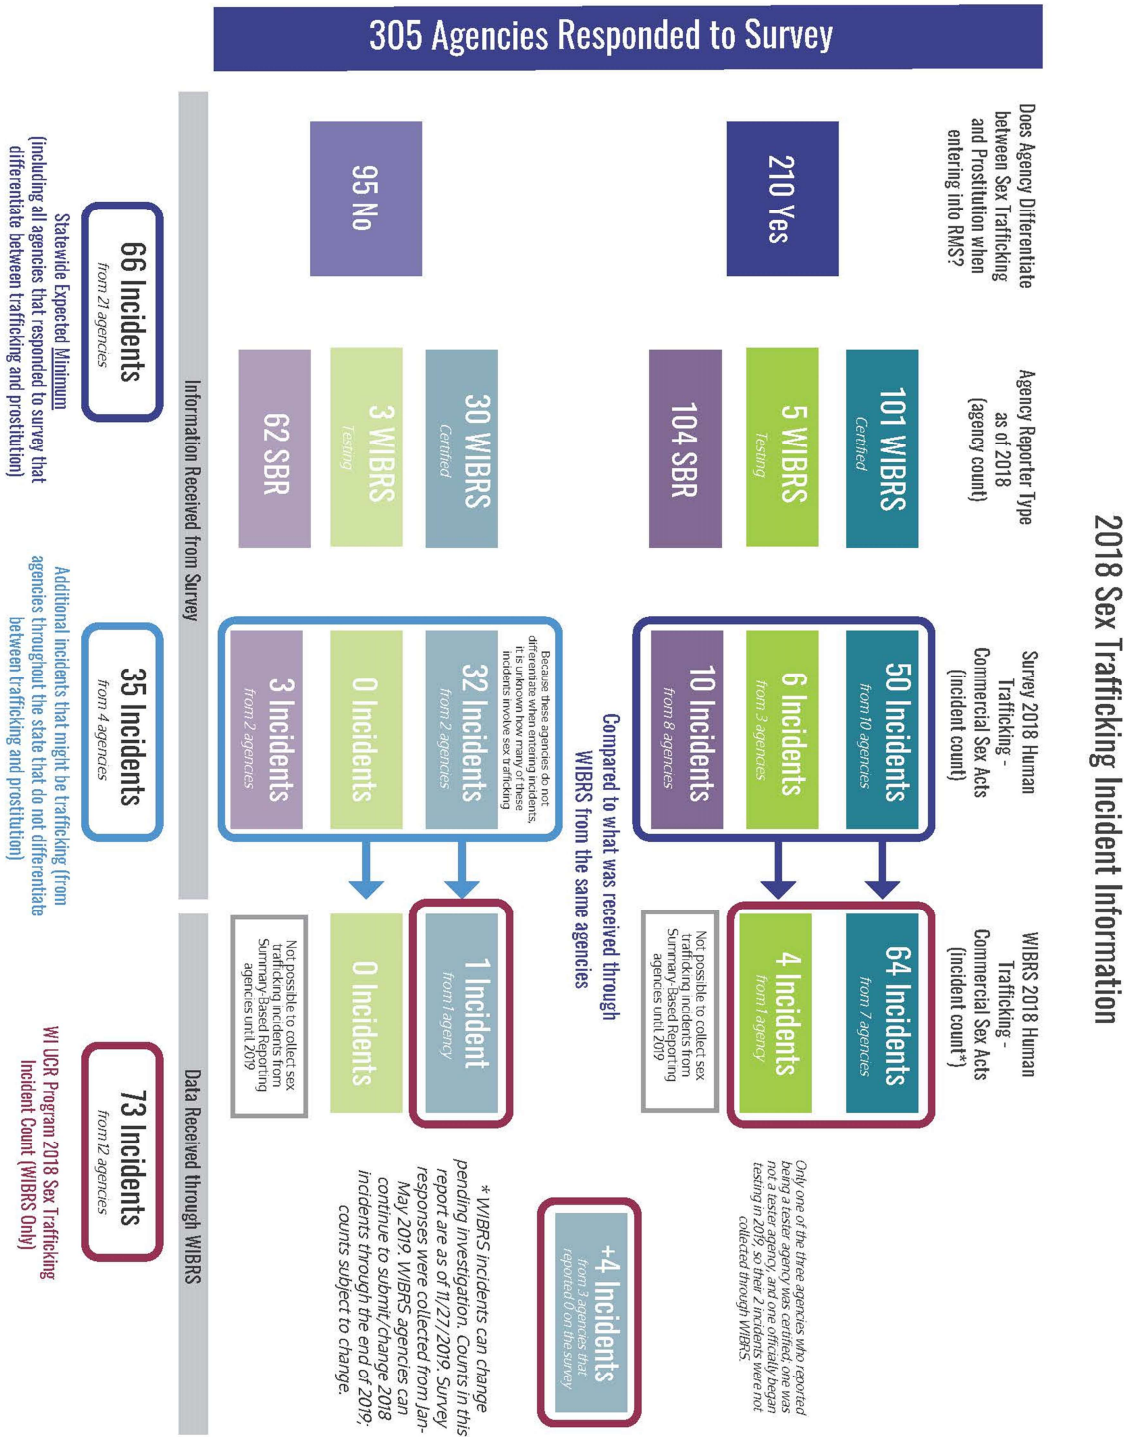 2018 Sex Trafficking Incident Information
305 Agencies Responded to Survey
Does Agency Differentiate
between Sex Trafficking
and Prostitution when
entering into RMS?
Agency Reporter Type
as of 2018
(agency count)
Survey 2018 Human
Trafficking -
Commercial Sex Acts
(incident count)
WIBRS 2018 Human
Trafficking -
Commercial Sex Acts
(incident count*)
210 Yes
101 WIBRS
Certified
5 WIBRS
Testing
104 SBR
50 Incidents
from 10 agencies
6 Incidents
from 3 agencies
10 Incidents
from 8 agencies
64 Incidents
from 7 agencies
4 Incidents
from 1 agency
Not possible to collect sex
trafficking incidents from
Summary-Based Reporting
agencies until 2019
Only one of the three agencies who reported
being a tester agency was certified; one was
not a tester agency, and one officially began
testing in 2019, so their 2 incidents were not
collected through WIBRS.
Compared to what was received through
WIBRS from the same agencies
+4 Incidents
from 3 agencies that
reported 0 on the survey
95 No
30 WIBRS
Certified
3 WIBRS
Testing
62 SBR
Because these agencies do not
differentiate when entering incidents,
it is unknown how many of these
incidents involve sex trafficking
32 Incidents
from 2 agencies
0 Incidents
3 Incidents
from 2 agencies
1 Incident
from 1 agency
0 Incidents
Not possible to collect sex
trafficking incidents from
Summary-Based Reporting
agencies until 2019
* WIBRS incidents can change
pending investigation. Counts in this
report are as of 11/27/2019. Survey
responses were collected from Jan-
May 2019. WIBRS agencies can
continue to submit/change 2018
incidents through the end of 2019;
counts subject to change.
Information Received from Survey
Data Received through WIBRS
66 Incidents
from 21 agencies
Statewide Expected Minimum
(including all agencies that responded to survey that
differentiate between trafficking and prostitution)
35 Incidents
from 4 agencies
Additional incidents that might be trafficking (from
agencies throughout the state that do not differentiate
between trafficking and prostitution)
73 Incidents
from 12 agencies
WI UCR Program 2018 Sex Trafficking
Incident Count (WIBRS Only)